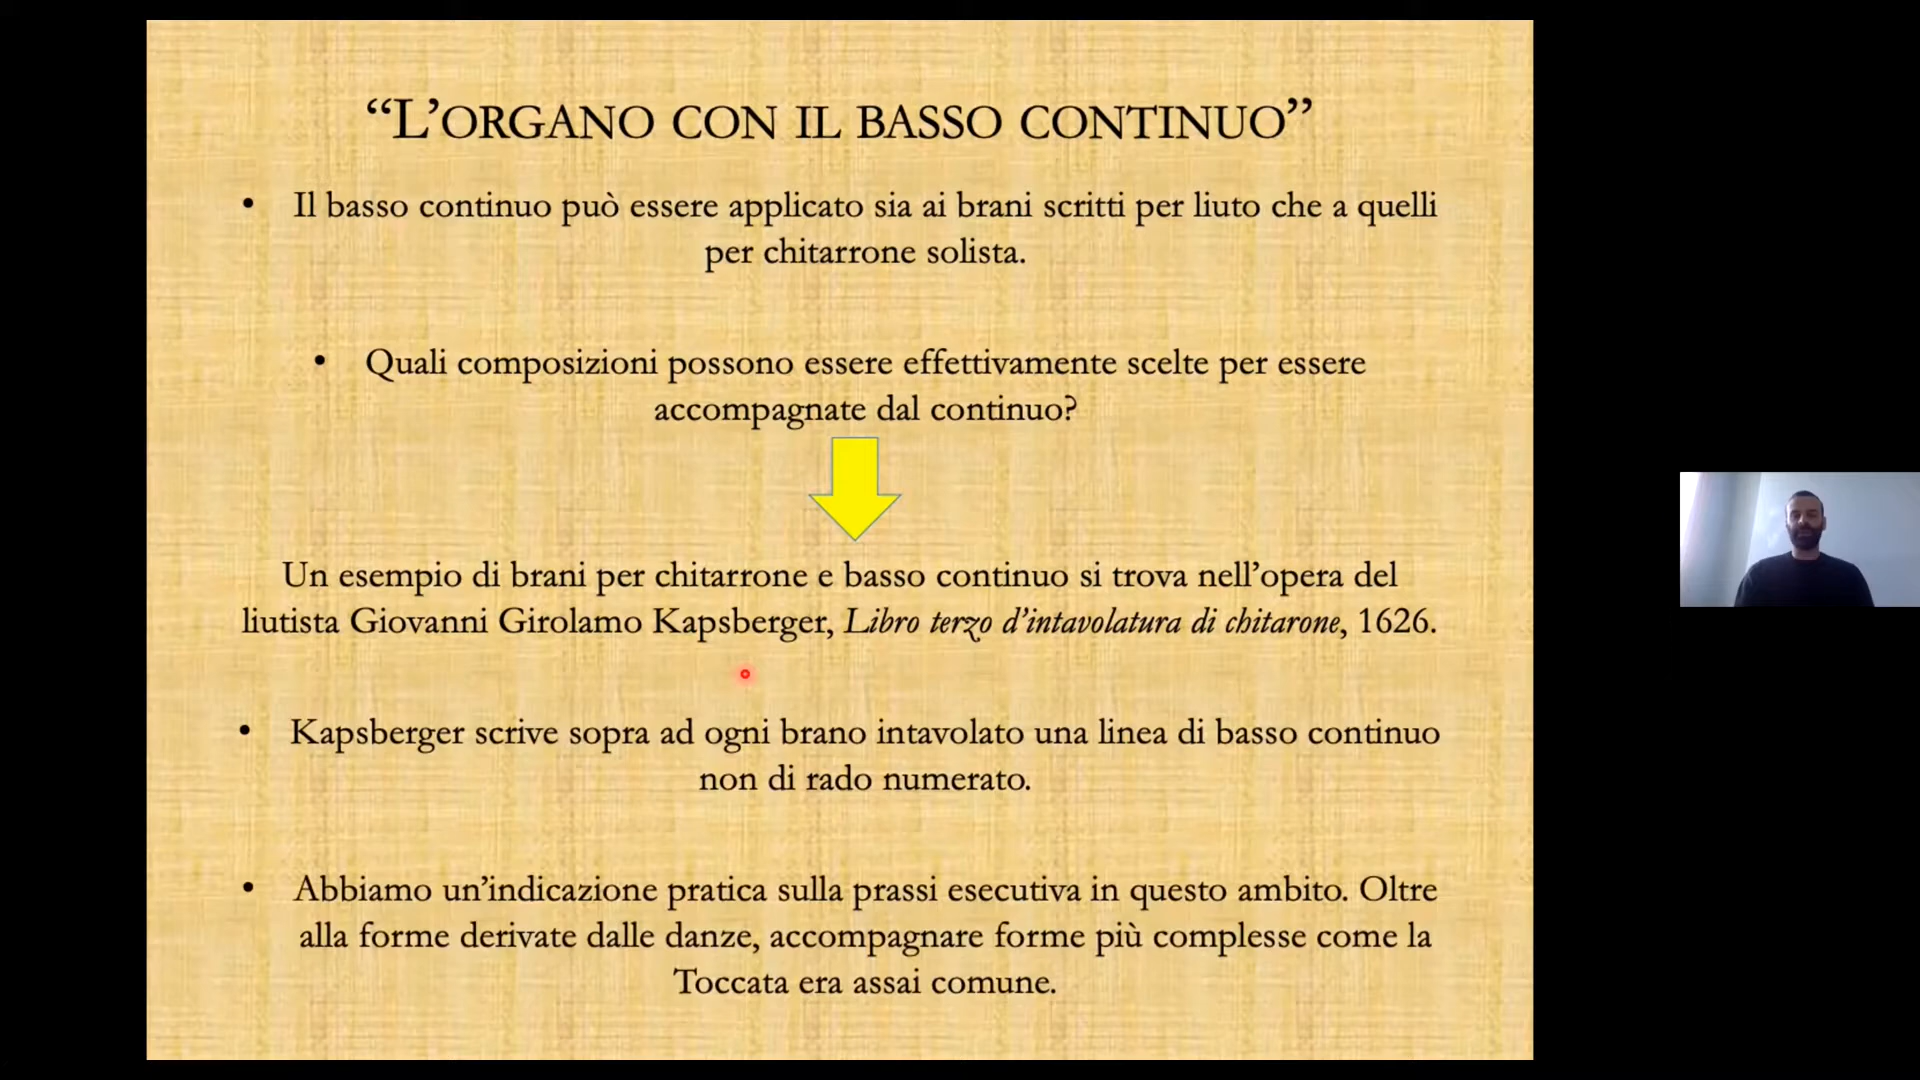 “L’ORGANO CON IL BASSO CONTINUO”
• Il basso continuo può essere applicato sia ai brani scritti per liuto che a quelli
per chitarrone solista.
• Quali composizioni possono essere effettivamente scelte per essere
accompagnate dal continuo?
Un esempio di brani per chitarrone e basso continuo si trova nell’opera del
liutista Giovanni Girolamo Kapsberger, Libro terzo d’intavolatura di chitarone, 1626.
• Kapsberger scrive sopra ad ogni brano intavolato una linea di basso continuo
non di rado numerato.
• Abbiamo un’indicazione pratica sulla prassi esecutiva in questo ambito. Oltre
alla forme derivate dalle danze, accompagnare forme più complesse come la
Toccata era assai comune.